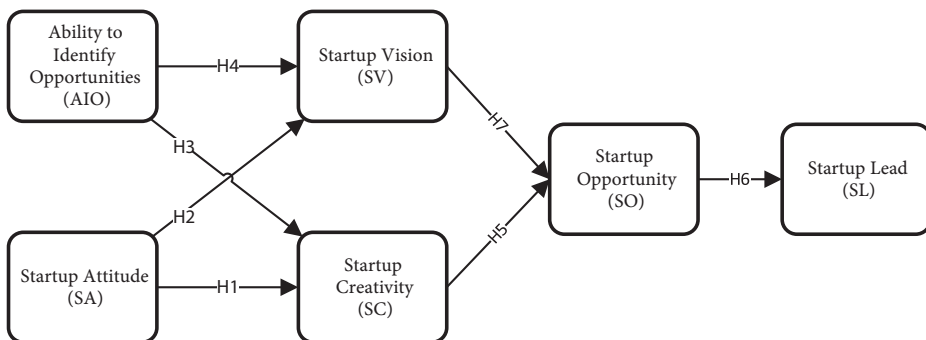 Ability to
Identify
Opportunities
(AIO)
H4
Startup Vision
(SV)
H3
H7
Startup
Opportunity
(SO)
H6
Startup Lead
(SL)
H2
H5
Startup Attitude
(SA)
H1
Startup
Creativity
(SC)